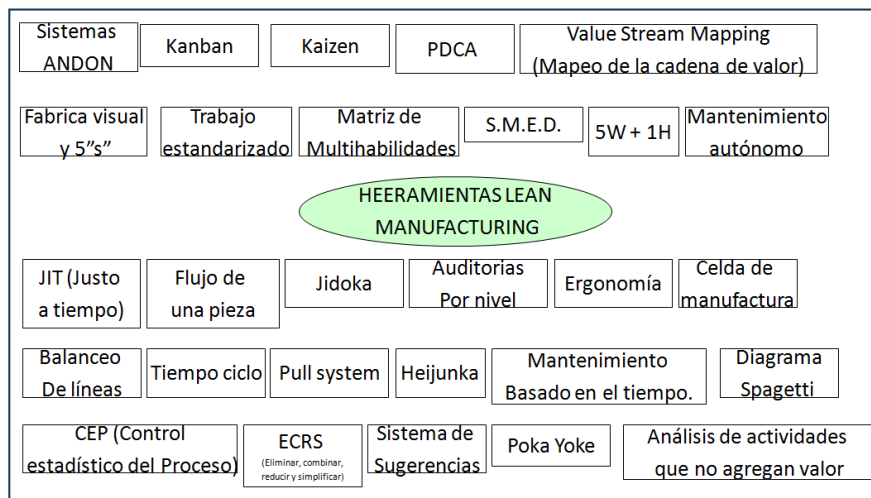 Sistemas
ANDON
Kanban
Kaizen
PDCA
Value Stream Mapping
(Mapeo de la cadena de valor)
Fabrica visual
y 5”s”
Trabajo
estandarizado
Matriz de
Multihabilidades
S.M.E.D.
5W + 1H
Mantenimiento
autónomo
HEERAMIENTAS LEAN
MANUFACTURING
JIT (Justo
a tiempo)
Flujo de
una pieza
Jidoka
Auditorias
Por nivel
Ergonomía
Celda de
manufactura
Balanceo
De líneas
Tiempo ciclo
Pull system
Heijunka
Mantenimiento
Basado en el tiempo.
Diagrama
Spagetti
CEP (Control
estadístico del Proceso)
ECRS
(Eliminar, combinar,
reducir y simplificar)
Sistema de
Sugerencias
Poka Yoke
Análisis de actividades
que no agregan valor